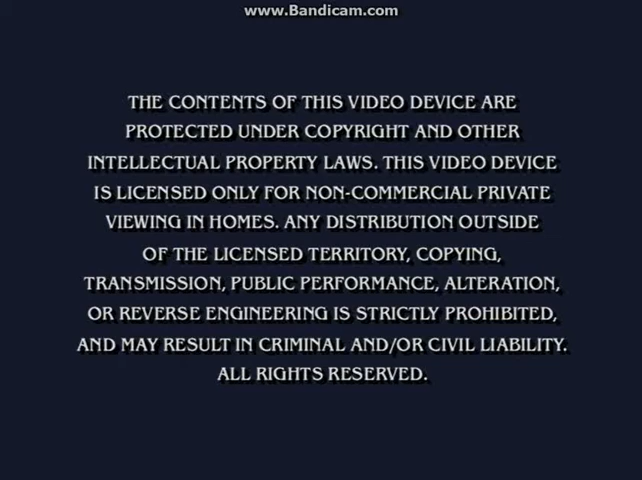 www.Bandicam.com
THE CONTENTS OF THIS VIDEO DEVICE ARE
PROTECTED UNDER COPYRIGHT AND OTHER
INTELLECTUAL PROPERTY LAWS. THIS VIDEO DEVICE
IS LICENSED ONLY FOR NON-COMMERCIAL PRIVATE
VIEWING IN HOMES. ANY DISTRIBUTION OUTSIDE
OF THE LICENSED TERRITORY, COPYING,
TRANSMISSION, PUBLIC PERFORMANCE, ALTERATION,
OR REVERSE ENGINEERING IS STRICTLY PROHIBITED,
AND MAY RESULT IN CRIMINAL AND/OR CIVIL LIABILITY.
ALL RIGHTS RESERVED.